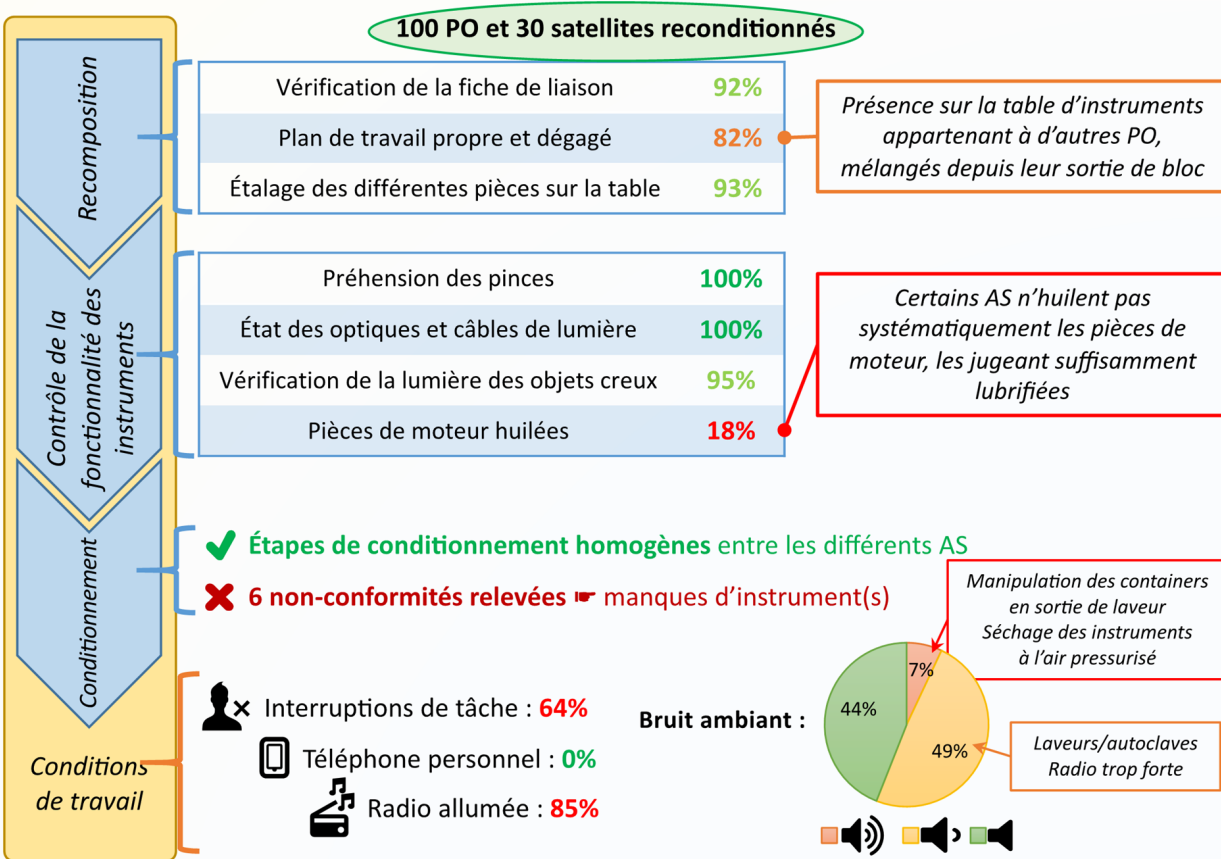 100 PO et 30 satellites reconditionnés
Recomposition
Vérification de la fiche de liaison 92%
Plan de travail propre et dégagé 82%
Étalage des différentes pièces sur la table 93%
Présence sur la table d’instruments
appartenant à d’autres PO,
mélangés depuis leur sortie de bloc
Contrôle de la
fonctionnalité des
instruments
Préhension des pinces 100%
État des optiques et câbles de lumière 100%
Vérification de la lumière des objets creux 95%
Pièces de moteur huilées 18%
Certains AS n’huilent pas
systématiquement les pièces de
moteur, les jugeant suffisamment
lubrifiées
Conditionnement
Étapes de conditionnement homogènes entre les différents AS
6 non-conformités relevées ☛ manques d’instrument(s)
Conditions
de travail
Interruptions de tâche : 64%
Téléphone personnel : 0%
Radio allumée : 85%
Bruit ambiant :
7%
49%
44%
Manipulation des containers
en sortie de laveur
Séchage des instruments
à l’air pressurisé
Laveurs/autoclaves
Radio trop forte